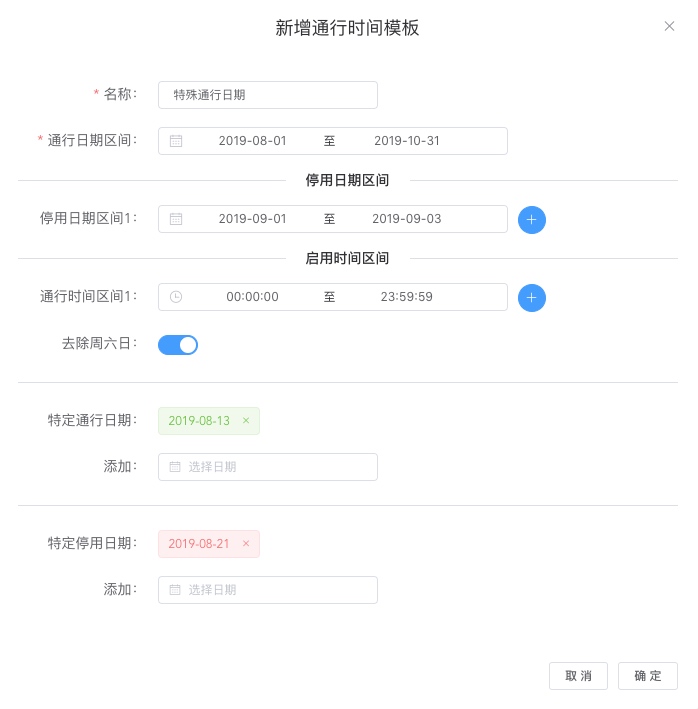 新增通行时间模板
* 名称： 特殊通行日期
* 通行日期区间： 2019-08-01 至 2019-10-31
停用日期区间
停用日期区间1： 2019-09-01 至 2019-09-03
启用时间区间
通行时间区间1： 00:00:00 至 23:59:59
去除周六日：
特定通行日期： 2019-08-13 ×
添加： 选择日期
特定停用日期： 2019-08-21 ×
添加： 选择日期
取消 确定